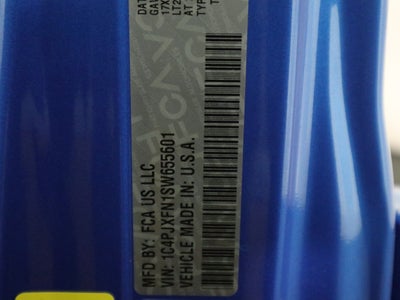 MFD BY: FCA US LLC
VIN: 1C4PJXFN1SW655601
VEHICLE MADE IN: U.S.A.